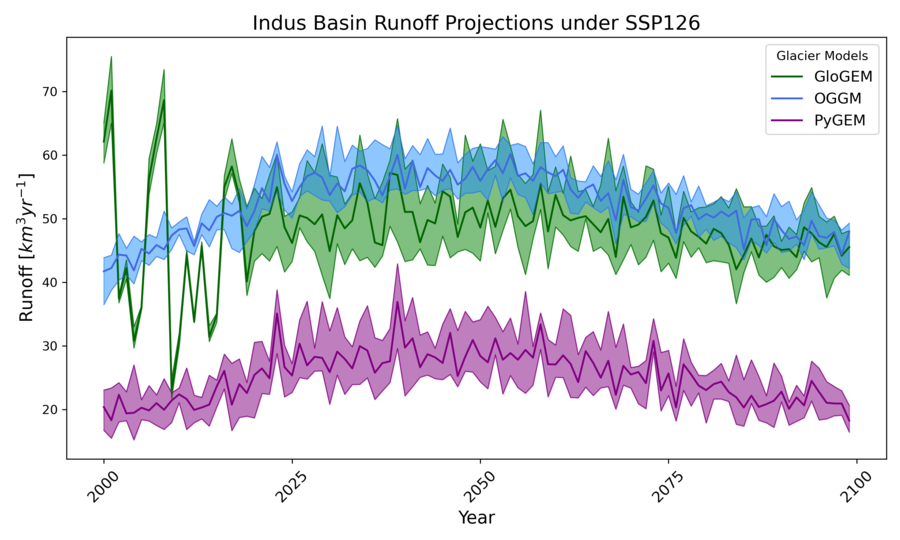 Indus Basin Runoff Projections under SSP126
Glacier Models
GloGEM
OGGM
PyGEM
Runoff [km³yr⁻¹]
70
60
50
40
30
20
2000
2025
2050
2075
2100
Year